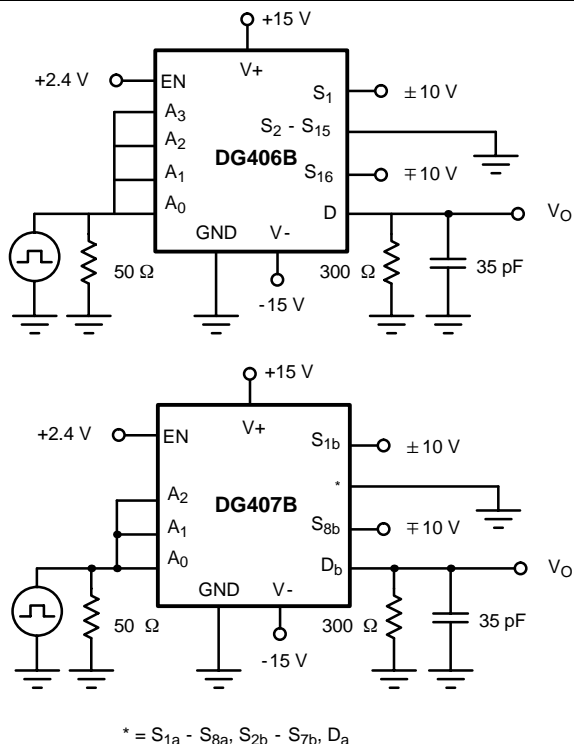 +15 V
+2.4 V
EN
V+
A3
A2
A1
A0
S1
± 10 V
S2 - S15
DG406B
S16
∓ 10 V
D
VO
GND
V-
50 Ω
300 Ω
35 pF
-15 V
+15 V
+2.4 V
EN
V+
S1b
± 10 V
*
A2
A1
A0
DG407B
S8b
∓ 10 V
Db
VO
GND
V-
50 Ω
300 Ω
35 pF
-15 V
* = S1a - S8a, S2b - S7b, Da